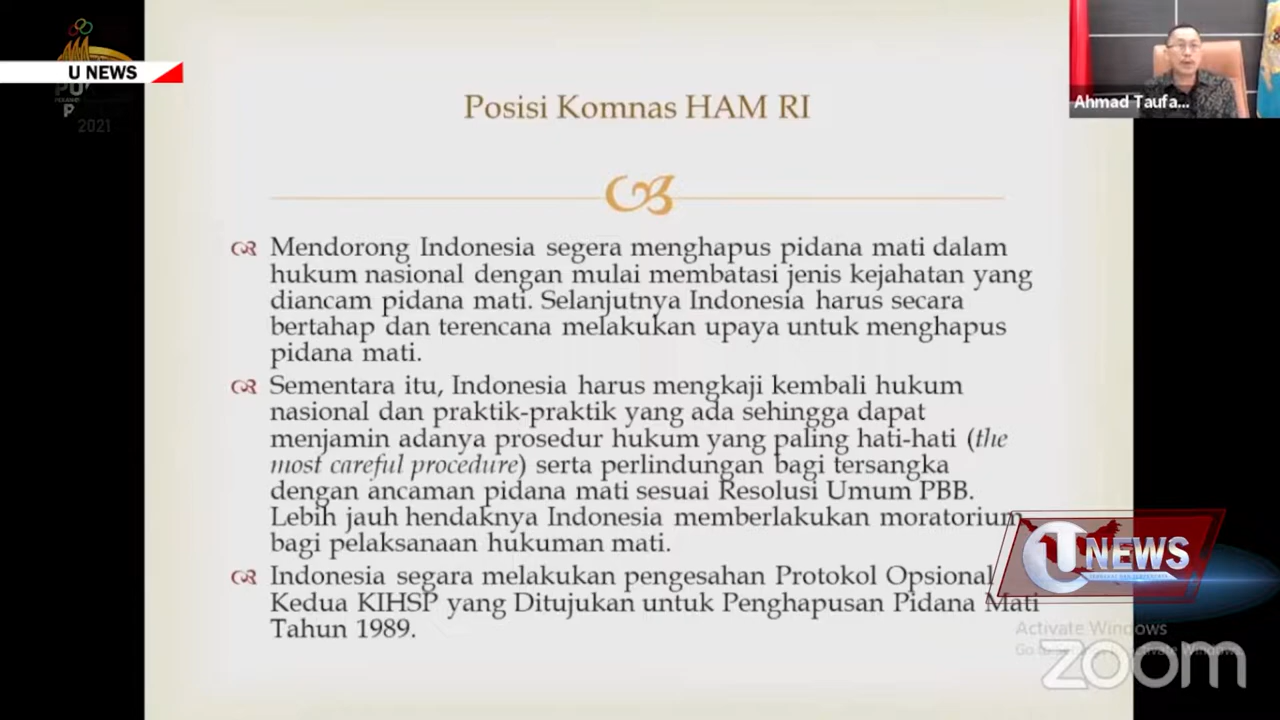 U NEWS
2021
Ahmad Taufa...
Posisi Komnas HAM RI
Mendorong Indonesia segera menghapus pidana mati dalam
hukum nasional dengan mulai membatasi jenis kejahatan yang
diancam pidana mati. Selanjutnya Indonesia harus secara
bertahap dan terencana melakukan upaya untuk menghapus
pidana mati.
Sementara itu, Indonesia harus mengkaji kembali hukum
nasional dan praktik-praktik yang ada sehingga dapat
menjamin adanya prosedur hukum yang paling hati-hati (the
most careful procedure) serta perlindungan bagi tersangka
dengan ancaman pidana mati sesuai Resolusi Umum PBB.
Lebih jauh hendaknya Indonesia memberlakukan moratorium
bagi pelaksanaan hukuman mati.
Indonesia segara melakukan pengesahan Protokol Opsional
Kedua KIHSP yang Ditujukan untuk Penghapusan Pidana Mati
Tahun 1989.
U NEWS
Activate Windows
zoom